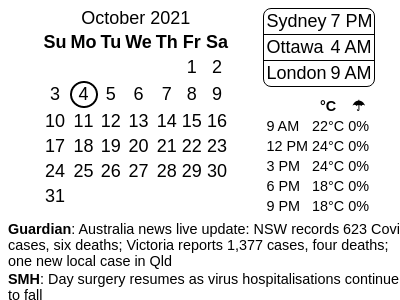 October 2021
Su Mo Tu We Th Fr Sa
1 2
3 4 5 6 7 8 9
10 11 12 13 14 15 16
17 18 19 20 21 22 23
24 25 26 27 28 29 30
31
Sydney 7 PM
Ottawa 4 AM
London 9 AM
°C ☂
9 AM 22°C 0%
12 PM 24°C 0%
3 PM 24°C 0%
6 PM 18°C 0%
9 PM 18°C 0%
Guardian: Australia news live update: NSW records 623 Covi
cases, six deaths; Victoria reports 1,377 cases, four deaths;
one new local case in Qld
SMH: Day surgery resumes as virus hospitalisations continue
to fall